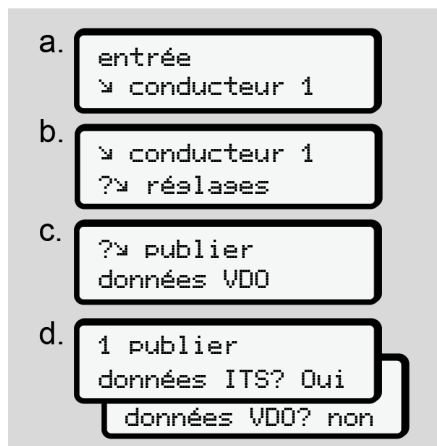 a.
entrée
↘ conducteur 1
b.
↘ conducteur 1
?↘ réglages
c.
?↘ publier
données VDO
d.
1 publier
données ITS? Oui
données VDO? non